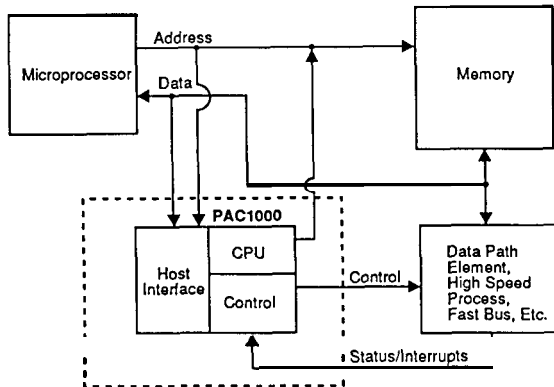 Address
Microprocessor
Data
Memory
PAC1000
Host
Interface
CPU
Control
Control
Data Path
Element,
High Speed
Process,
Fast Bus, Etc.
Status/Interrupts